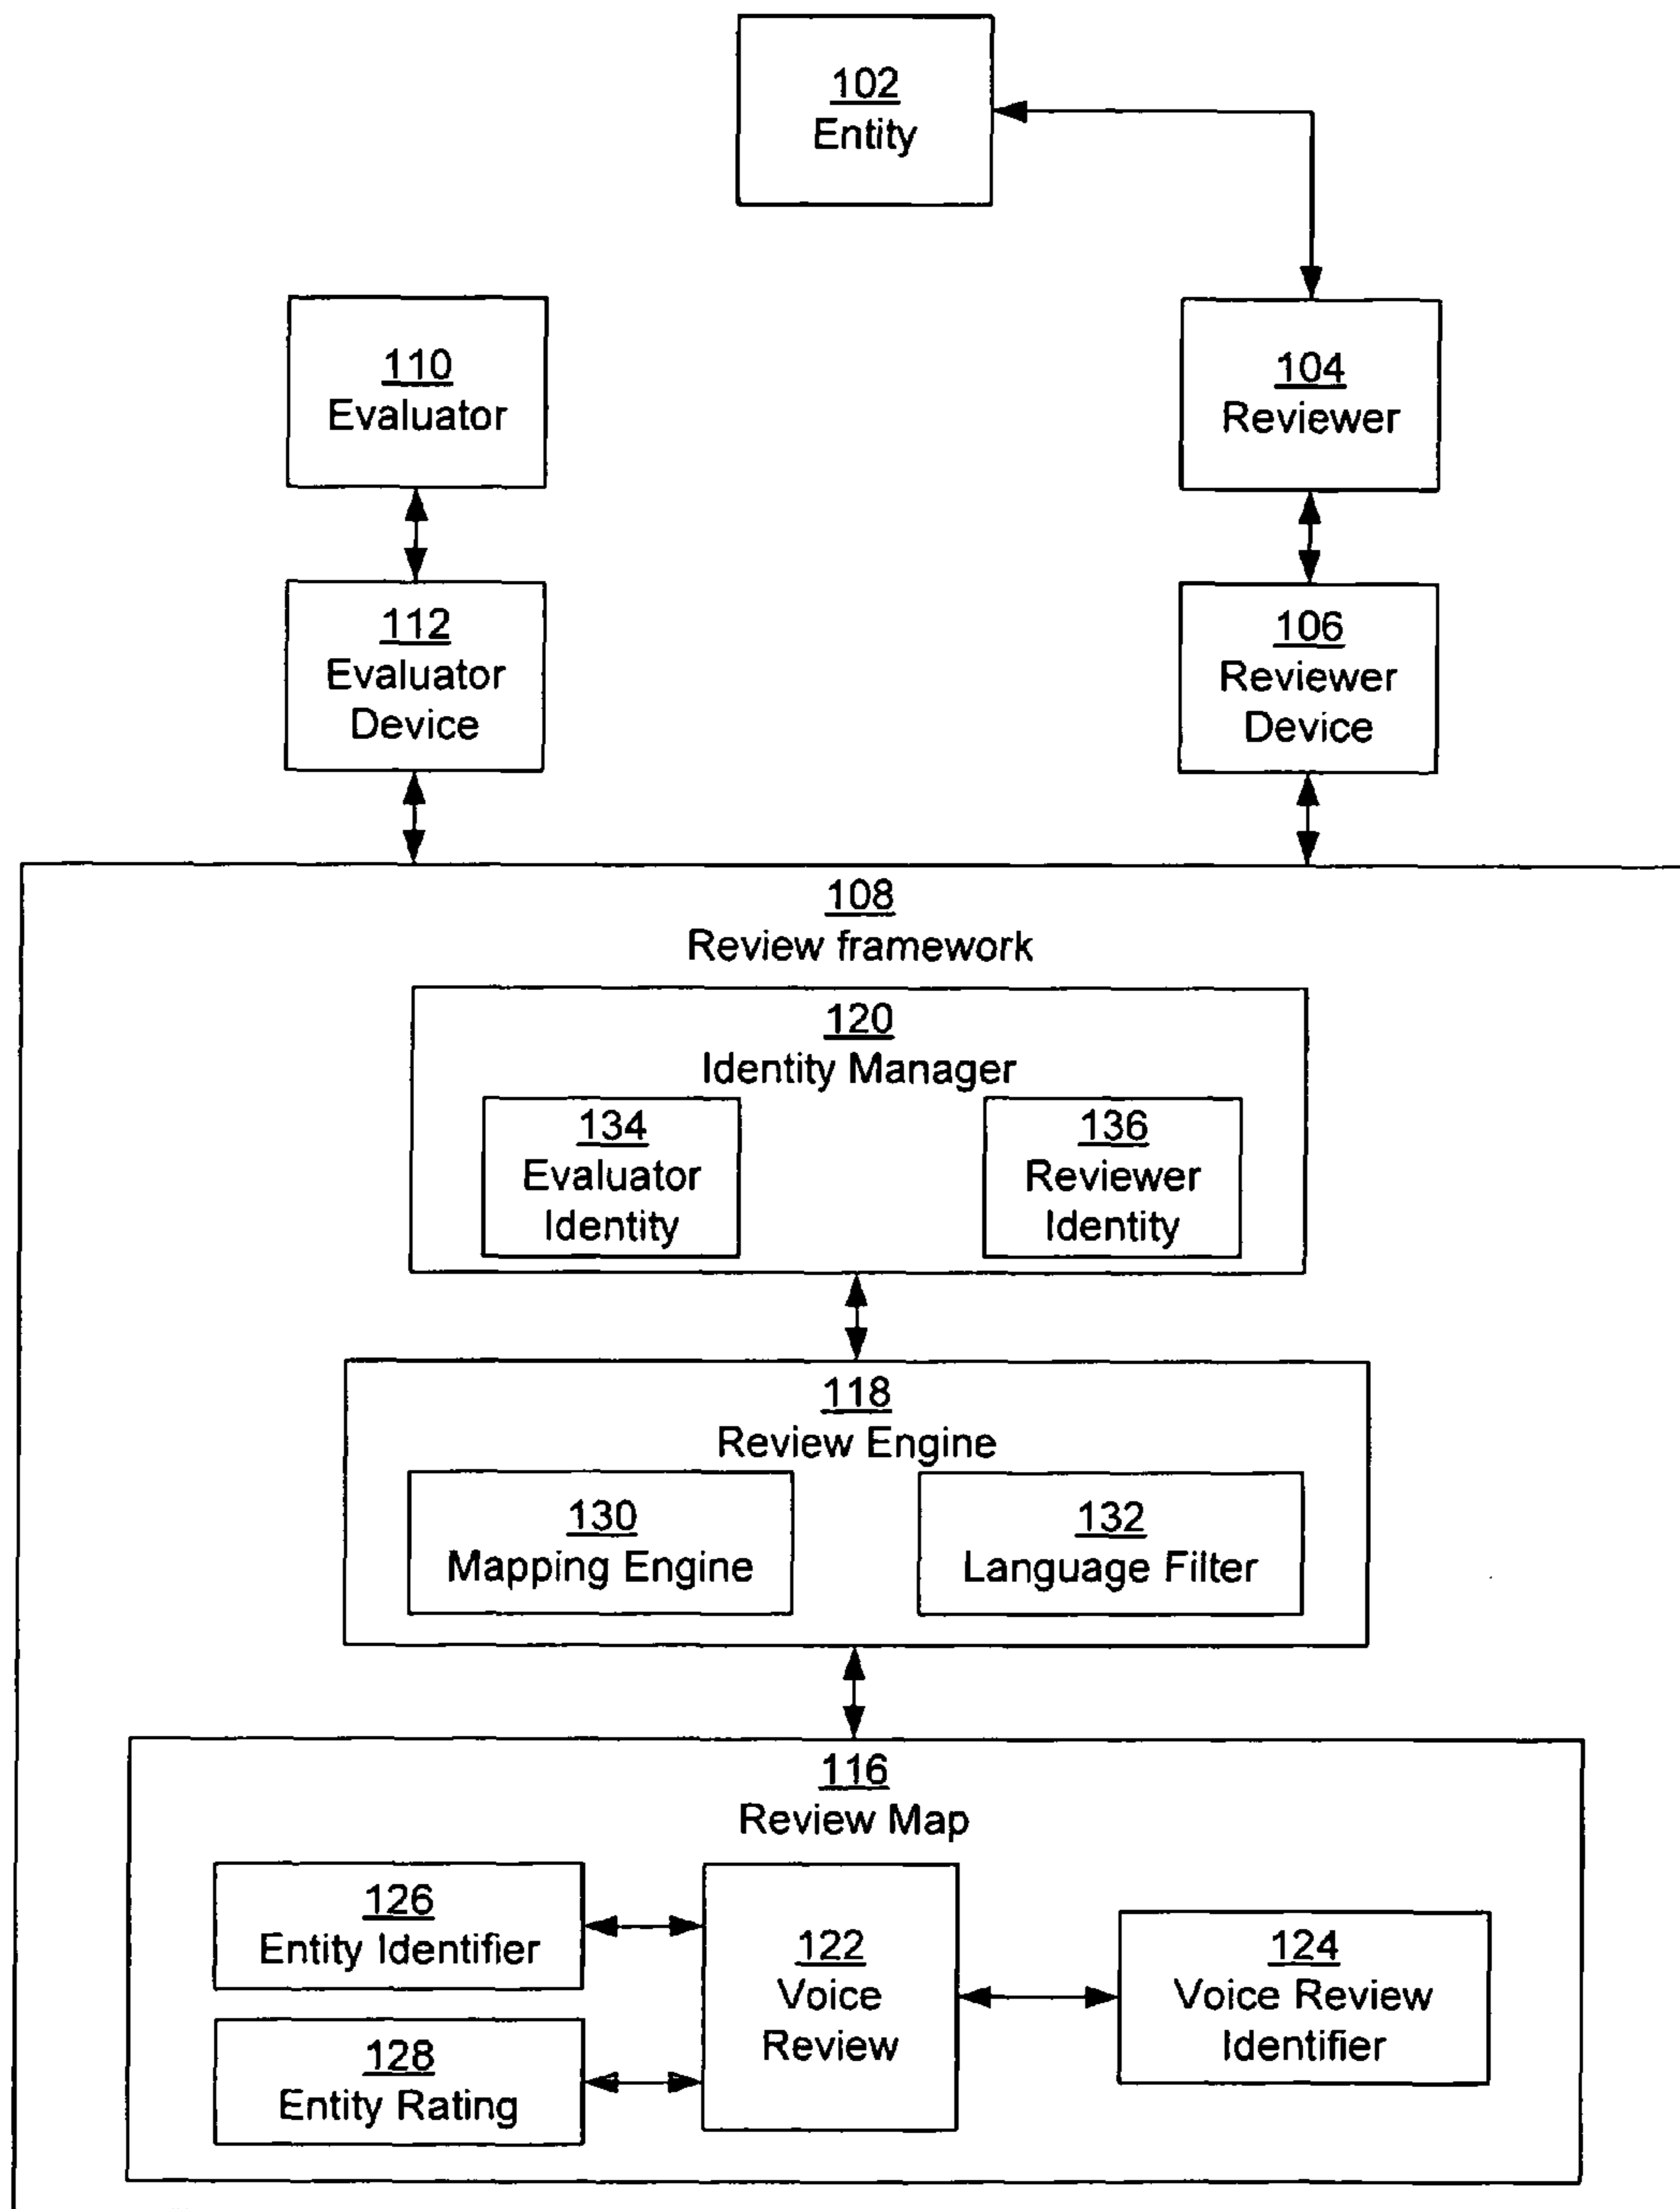 102
Entity
110
Evaluator
104
Reviewer
112
Evaluator
Device
106
Reviewer
Device
108
Review framework
120
Identity Manager
134
Evaluator
Identity
136
Reviewer
Identity
118
Review Engine
130
Mapping Engine
132
Language Filter
116
Review Map
126
Entity Identifier
128
Entity Rating
122
Voice
Review
124
Voice Review
Identifier